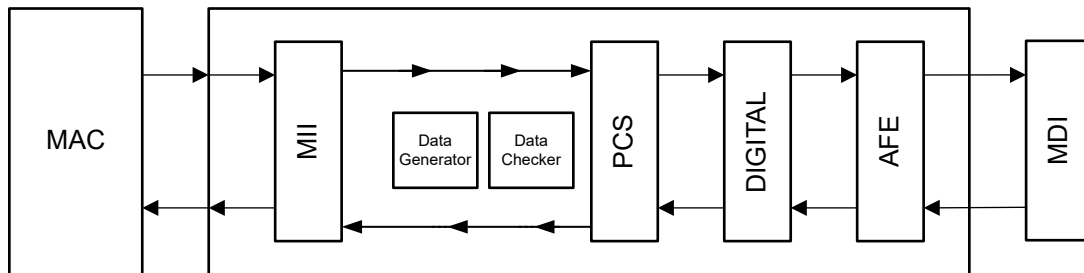 MAC
MII
Data
Generator
Data
Checker
PCS
DIGITAL
AFE
MDI